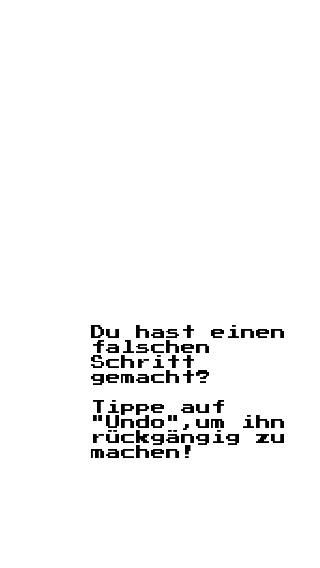 Du hast einen
falschen
Schritt
gemacht?
Tippe auf
"Undo",um ihn
rückgängig zu
machen!